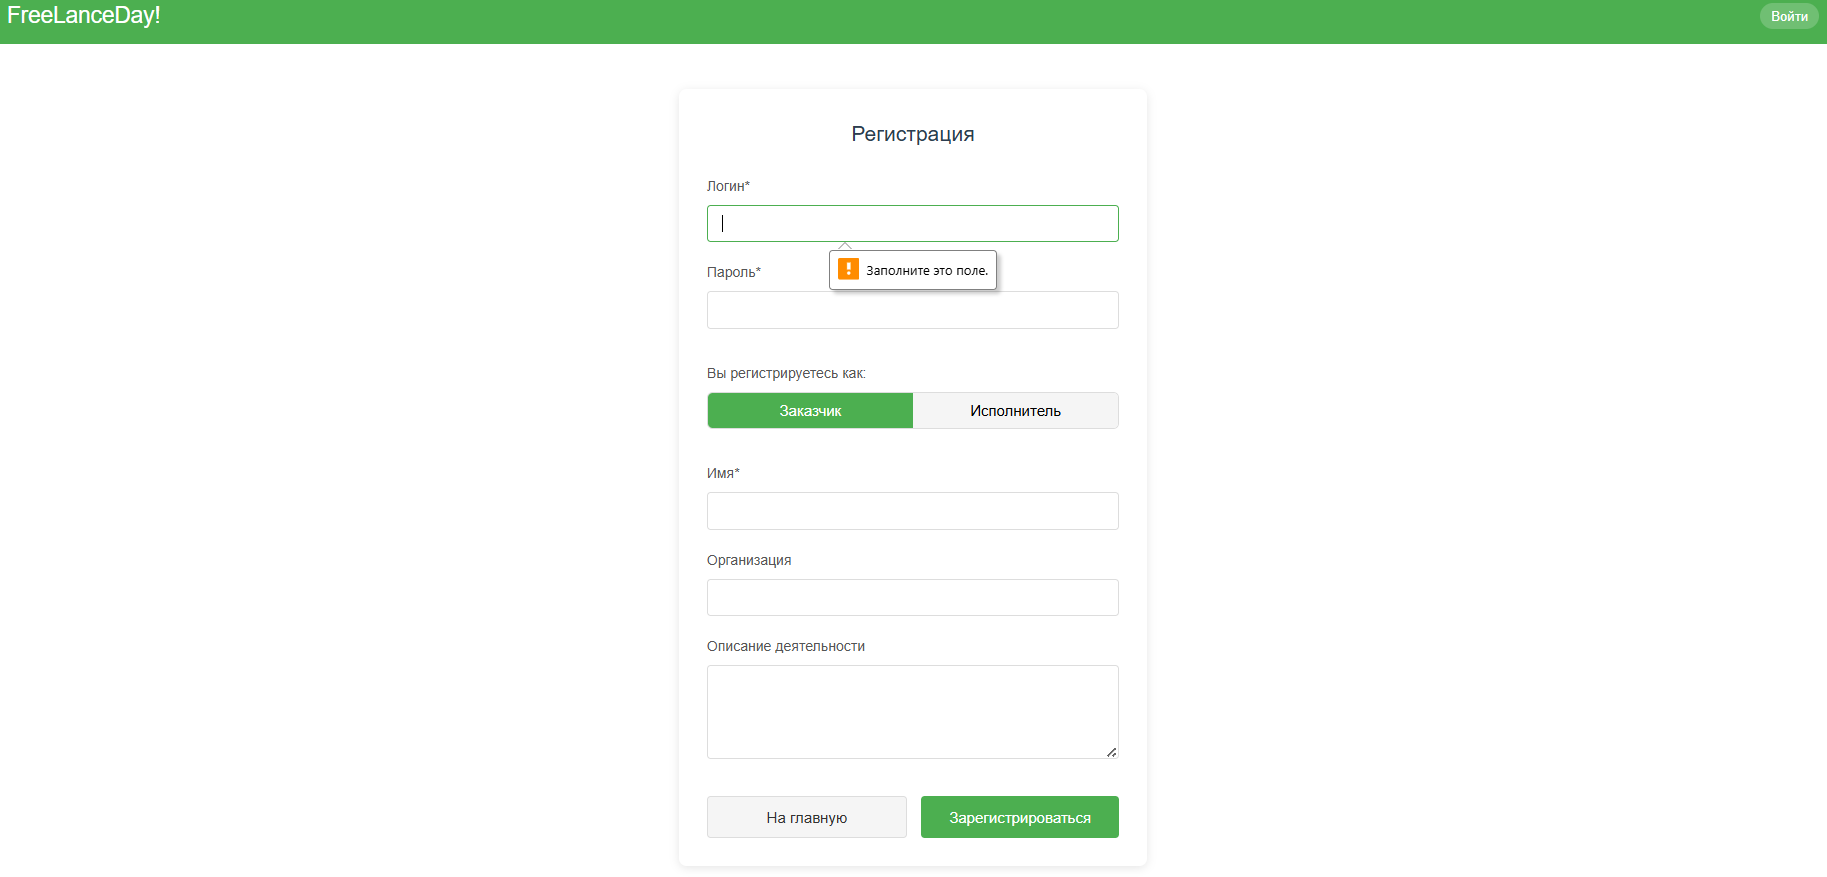 FreeLanceDay!
Войти
Регистрация
Логин*
Заполните это поле.
Пароль*
Вы регистрируетесь как:
Заказчик Исполнитель
Имя*
Организация
Описание деятельности
На главную Зарегистрироваться